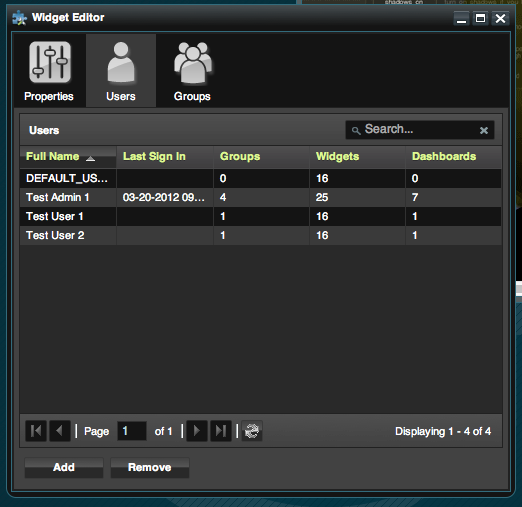 shadows on
Widget Editor
Properties Users Groups
Users Search...
Full Name Last Sign In Groups Widgets Dashboards
DEFAULT_US... 0 16 0
Test Admin 1 03-20-2012 09... 4 25 7
Test User 1 1 16 1
Test User 2 1 16 1
Page 1 of 1 Displaying 1 - 4 of 4
Add Remove